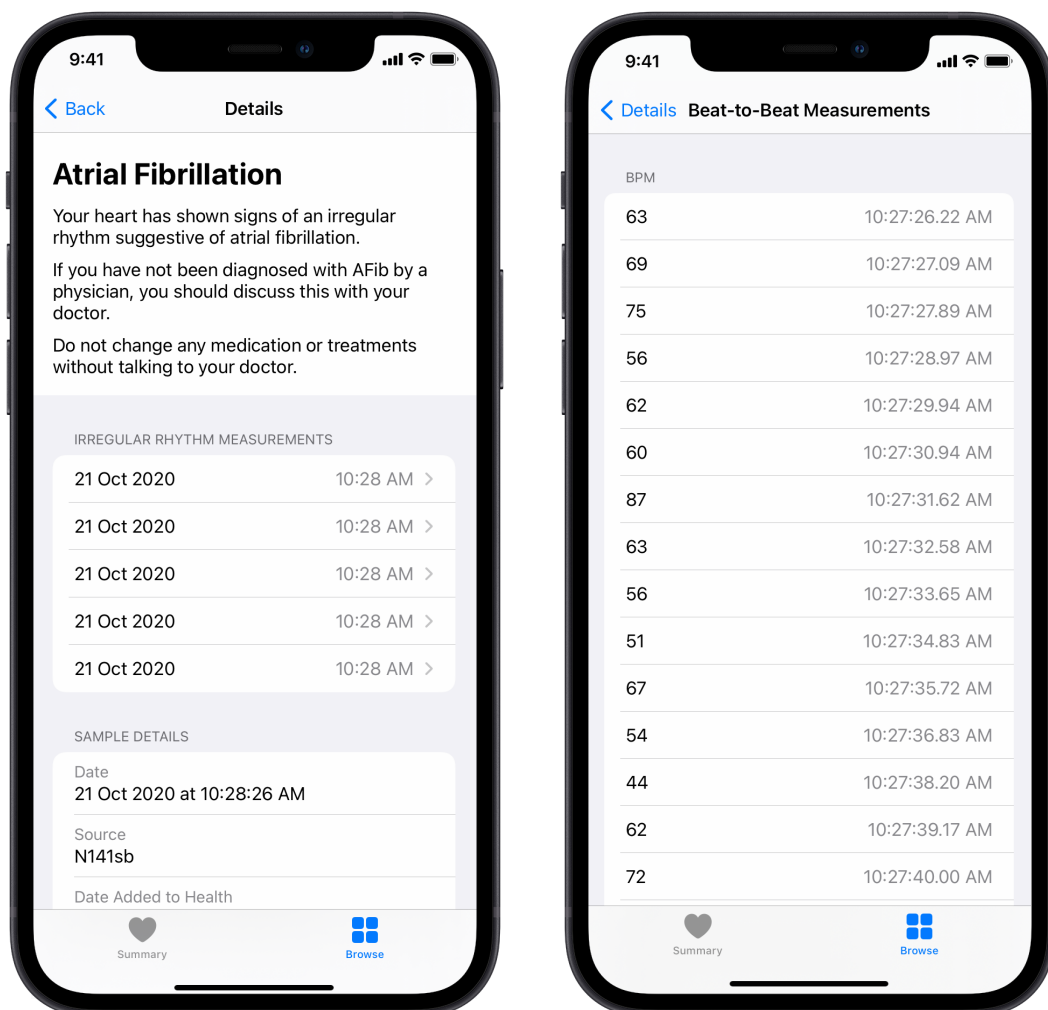 9:41
Back
Details
Atrial Fibrillation
Your heart has shown signs of an irregular
rhythm suggestive of atrial fibrillation.
If you have not been diagnosed with AFib by a
physician, you should discuss this with your
doctor.
Do not change any medication or treatments
without talking to your doctor.
IRREGULAR RHYTHM MEASUREMENTS
21 Oct 2020 10:28 AM
21 Oct 2020 10:28 AM
21 Oct 2020 10:28 AM
21 Oct 2020 10:28 AM
21 Oct 2020 10:28 AM
SAMPLE DETAILS
Date
21 Oct 2020 at 10:28:26 AM
Source
N141sb
Date Added to Health
Summary
Browse
9:41
Details
Beat-to-Beat Measurements
BPM
63 10:27:26.22 AM
69 10:27:27.09 AM
75 10:27:27.89 AM
56 10:27:28.97 AM
62 10:27:29.94 AM
60 10:27:30.94 AM
87 10:27:31.62 AM
63 10:27:32.58 AM
56 10:27:33.65 AM
51 10:27:34.83 AM
67 10:27:35.72 AM
54 10:27:36.83 AM
44 10:27:38.20 AM
62 10:27:39.17 AM
72 10:27:40.00 AM
Summary
Browse